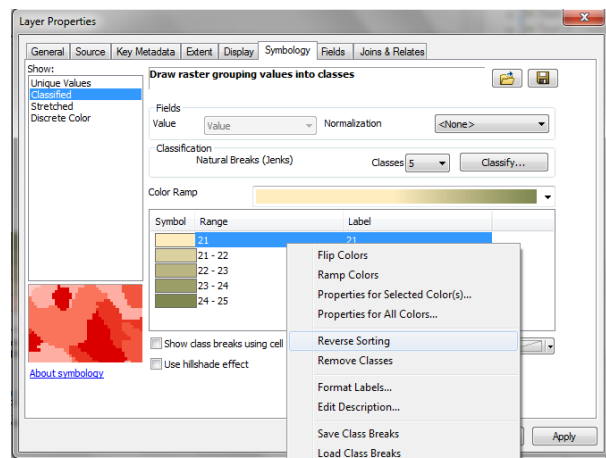 Layer Properties
General Source Key Metadata Extent Display Symbology Fields Joins & Relates
Show:
Unique Values
Classified
Stretched
Discrete Color
About symbology
Draw raster grouping values into classes
Fields
Value Value Normalization <None>
Classification
Natural Breaks (Jenks) Classes 5 Classify...
Color Ramp
Symbol Range Label
21 21
21 - 22
22 - 23
23 - 24
24 - 25
Show class breaks using cell
Use hillshade effect
Flip Colors
Ramp Colors
Properties for Selected Color(s)...
Properties for All Colors...
Reverse Sorting
Remove Classes
Format Labels...
Edit Description...
Save Class Breaks
Load Class Breaks
Apply